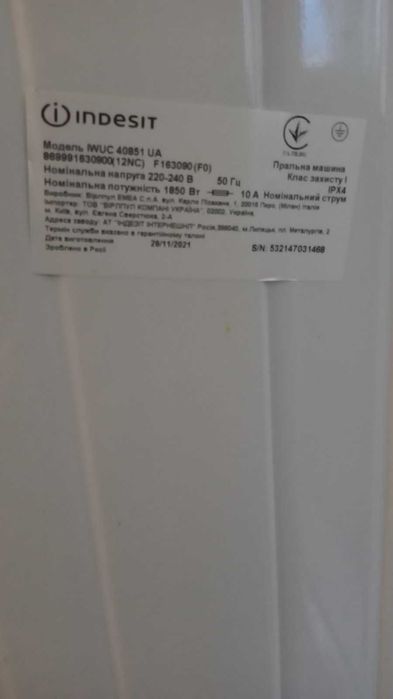 INDESIT
Модель IWUC 40851 UA
869991630900(12NC) F163090(F0)
Пральна машина
Номінальна напруга 220-240 В 50 Гц
Клас захисту I
IPX4
Номінальна потужність 1850 Вт 10 A Номінальний струм
Виробник: Вірлпул ЕМЕА С.п.А. вул. Карло Пізакане, 1, 20016 Перо, (Мілан) Італія
Імпортер: ТОВ "ВІРЛПУЛ КОМПАНІ УКРАЇНА" 02002, Україна,
м. Київ, вул. Євгена Сверстюка, 2-А
Адреса заводу: АТ "ІНДЕЗІТ ІНТЕРНЕШНЛ" Росія,398040, м.Липецьк, пл. Металургів, 2
Термін служби вказано в гарантійному талоні
Дата виготовлення 28/11/2021 S/N: 532147031468
Зроблено в Росії